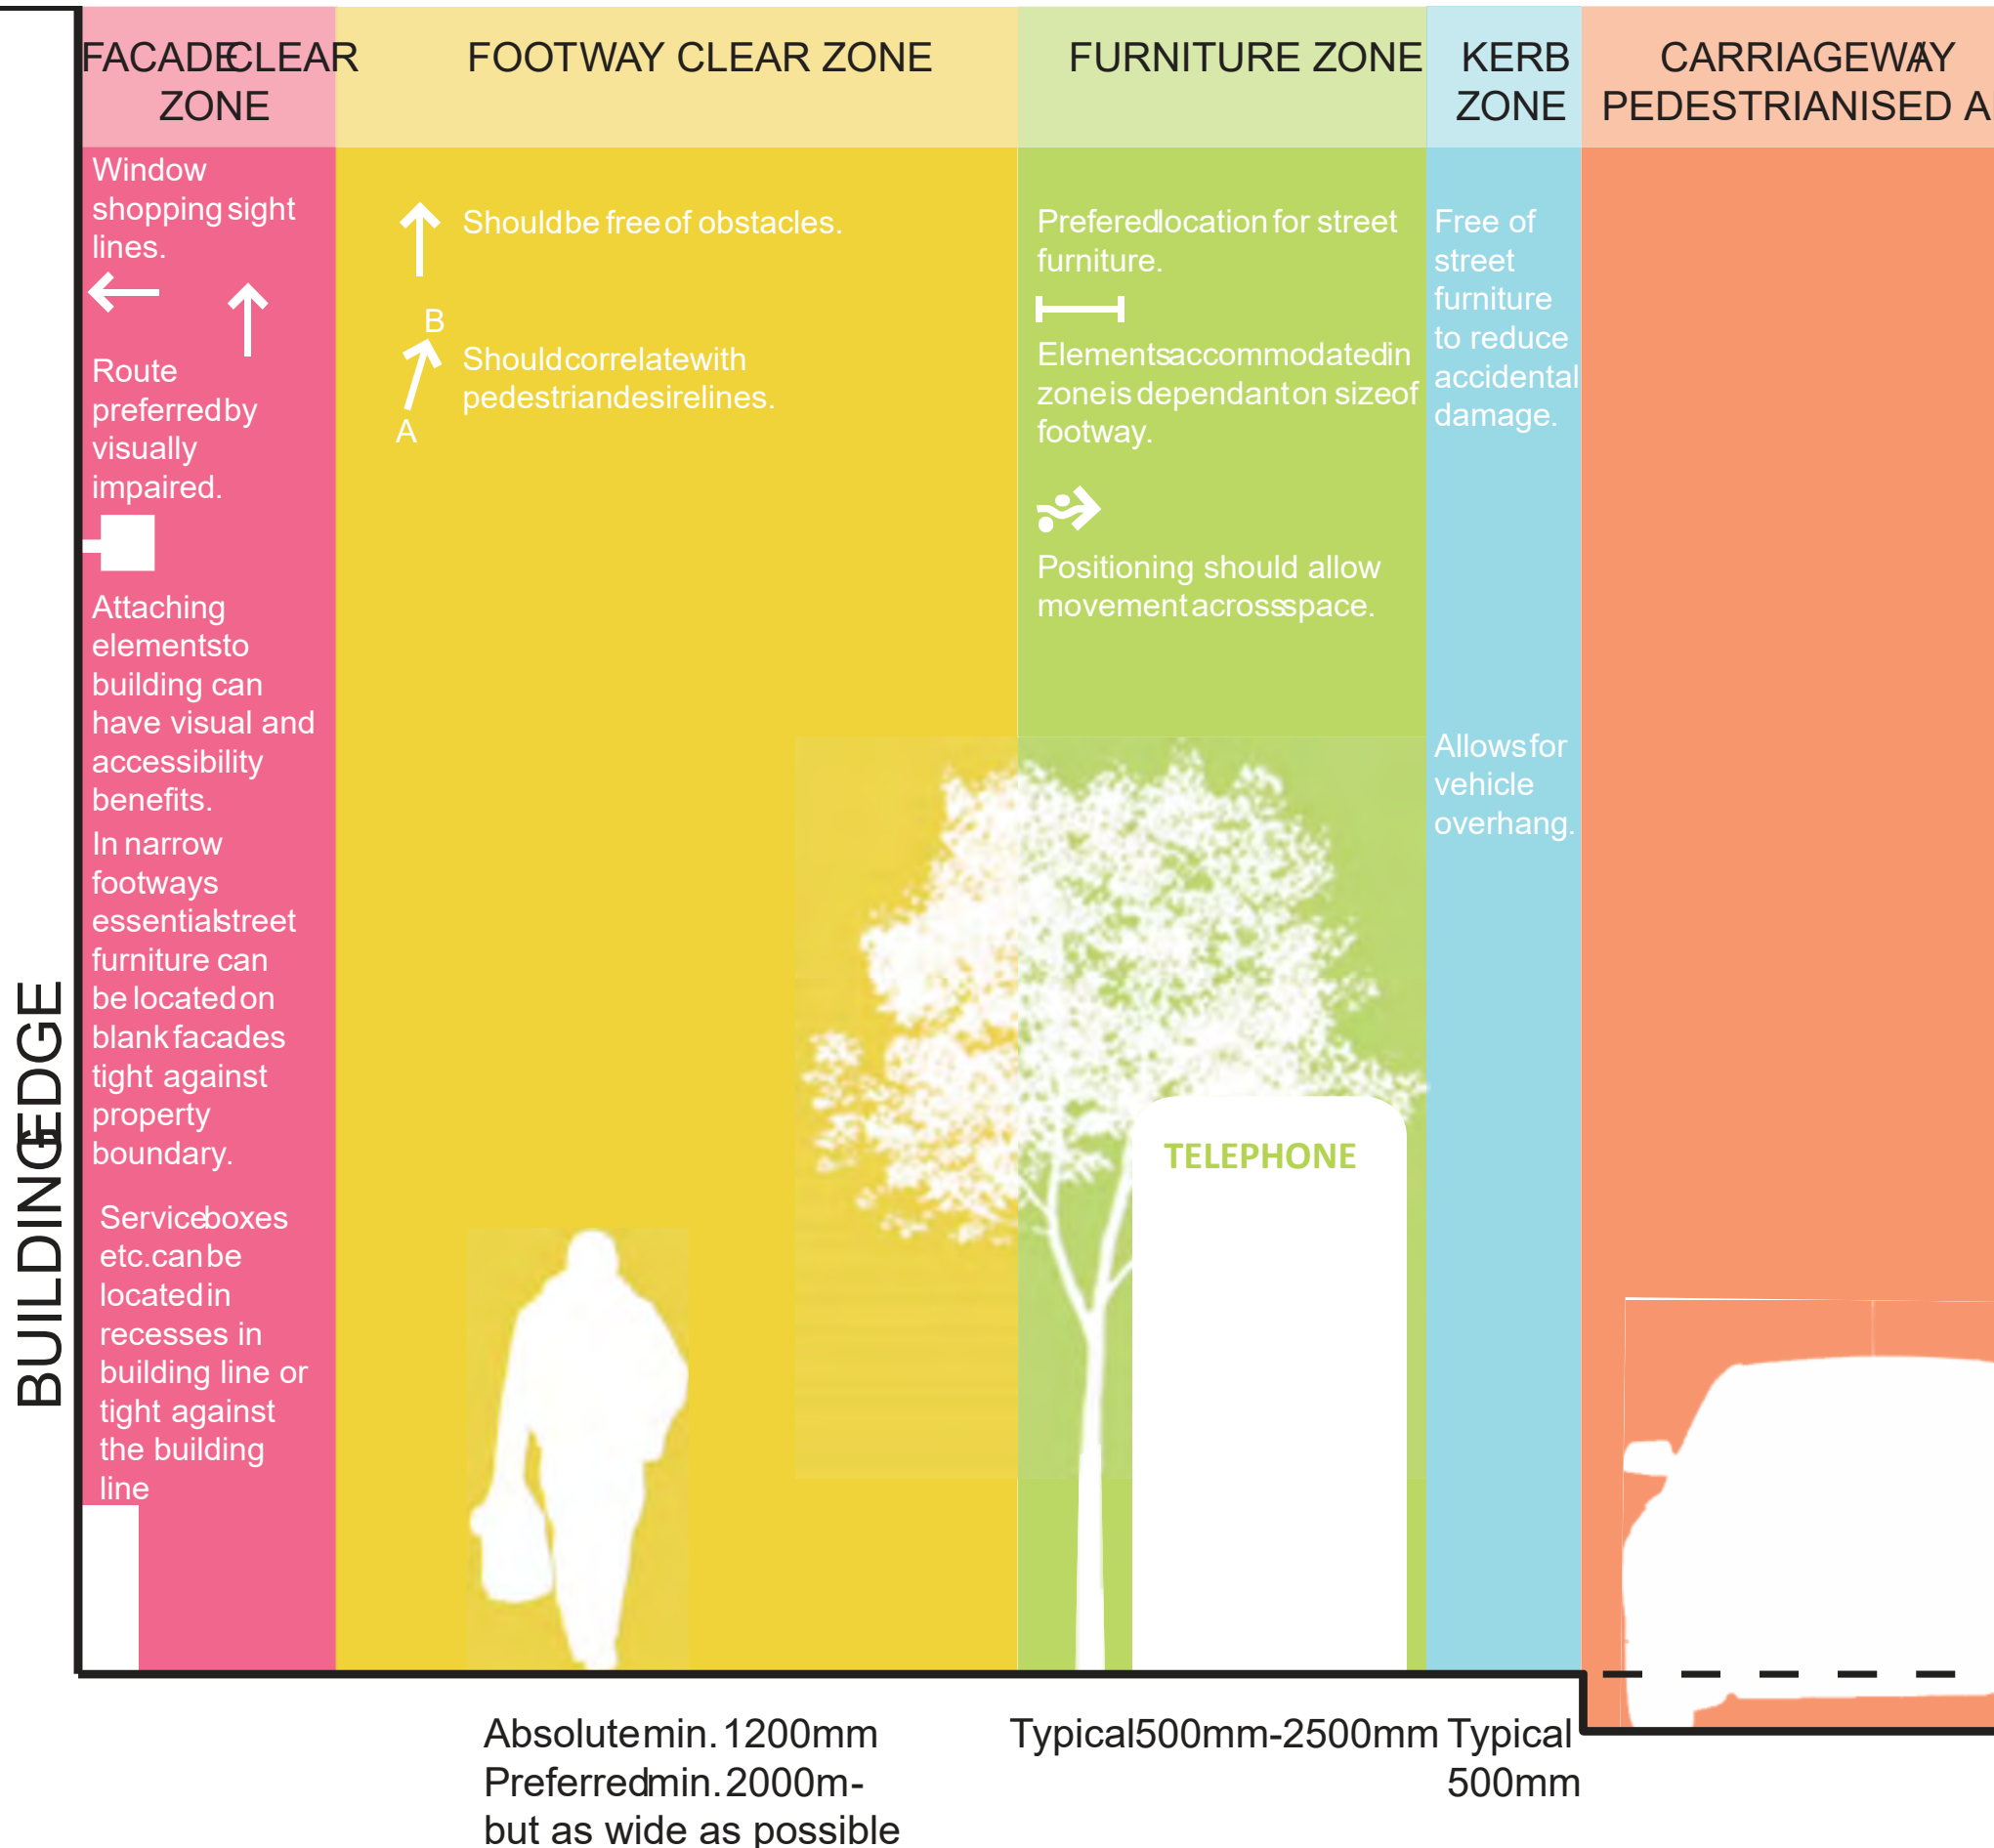 FACADE CLEAR
ZONE
FOOTWAY CLEAR ZONE
FURNITURE ZONE
KERB
ZONE
CARRIAGEWAY/
PEDESTRIANISED A
Window
shopping sight
lines.
Route
preferred by
visually
impaired.
Attaching
elements to
building can
have visual and
accessibility
benefits.
In narrow
footways
essential street
furniture can
be located on
blank facades
tight against
property
boundary.
Service boxes
etc. can be
located in
recesses in
building line or
tight against
the building
line
Should be free of obstacles.
B
A
Should correlate with
pedestrian desire lines.
Prefered location for street
furniture.
Elements accommodated in
zone is dependant on size of
footway.
Positioning should allow
movement across space.
TELEPHONE
Free of
street
furniture
to reduce
accidental
damage.
Allows for
vehicle
overhang.
BUILDING EDGE
Absolute min. 1200mm
Preferred min. 2000m-
but as wide as possible
Typical 500mm-2500mm
Typical
500mm